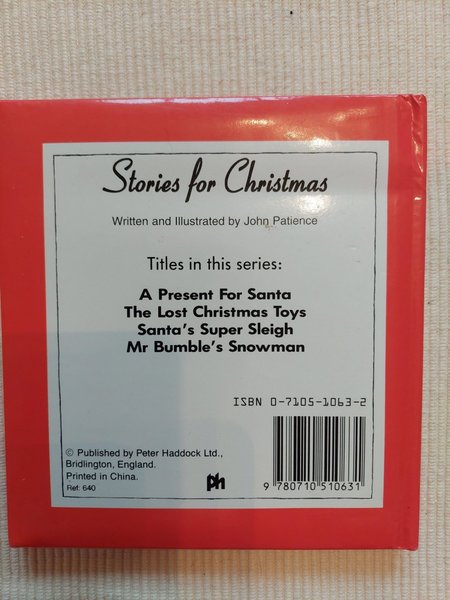 Stories for Christmas
Written and Illustrated by John Patience
Titles in this series:
A Present For Santa
The Lost Christmas Toys
Santa's Super Sleigh
Mr Bumble's Snowman
ISBN 0-7105-1063-2
© Published by Peter Haddock Ltd.,
Bridlington, England.
Printed in China.
Ref: 640
ph
9 780710 510631